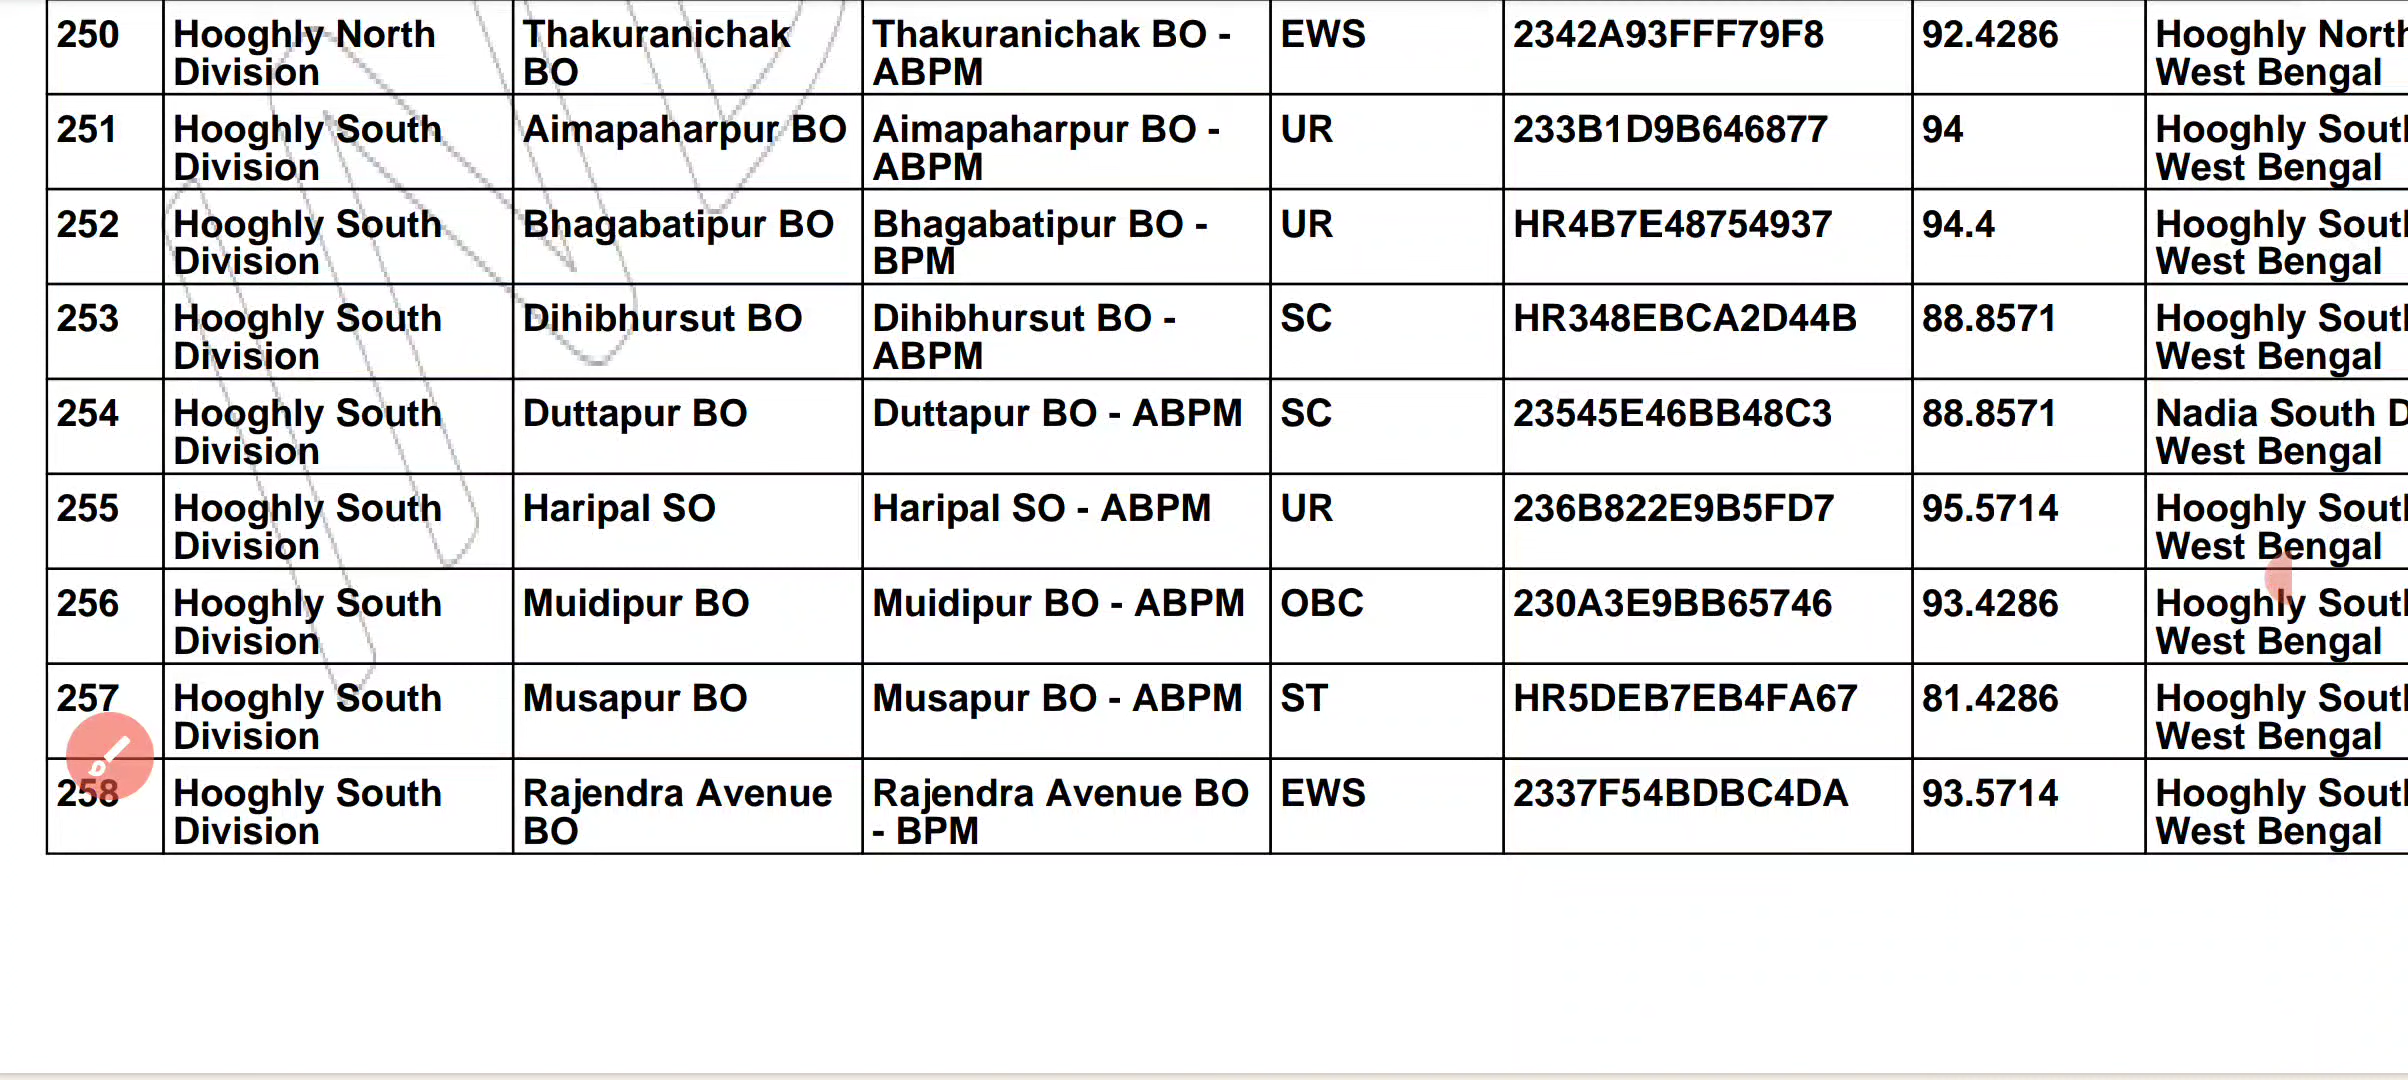 250 Hooghly North Thakuranichak Thakuranichak BO - EWS 2342A93FFF79F8 92.4286 Hooghly North
Division BO ABPM West Bengal
251 Hooghly South Aimapaharpur BO Aimapaharpur BO - UR 233B1D9B646877 94 Hooghly South
Division ABPM West Bengal
252 Hooghly South Bhagabatipur BO Bhagabatipur BO - UR HR4B7E48754937 94.4 Hooghly South
Division BPM West Bengal
253 Hooghly South Dihibhursut BO Dihibhursut BO - SC HR348EBCA2D44B 88.8571 Hooghly South
Division ABPM West Bengal
254 Hooghly South Duttapur BO Duttapur BO - ABPM SC 23545E46BB48C3 88.8571 Nadia South D
Division West Bengal
255 Hooghly South Haripal SO Haripal SO - ABPM UR 236B822E9B5FD7 95.5714 Hooghly South
Division West Bengal
256 Hooghly South Muidipur BO Muidipur BO - ABPM OBC 230A3E9BB65746 93.4286 Hooghly South
Division West Bengal
257 Hooghly South Musapur BO Musapur BO - ABPM ST HR5DEB7EB4FA67 81.4286 Hooghly South
Division West Bengal
258 Hooghly South Rajendra Avenue Rajendra Avenue BO EWS 2337F54BDBC4DA 93.5714 Hooghly South
Division BO - BPM West Bengal